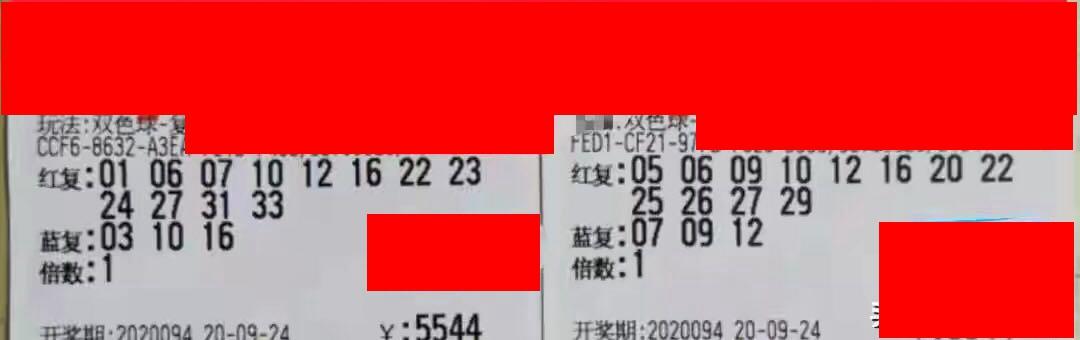 玩法:双色球-复
CCF6-8632-A3EA
红复:01 06 07 10 12 16 22 23
24 27 31 33
蓝复:03 10 16
倍数:1
开奖期:2020094 20-09-24 ¥:5544
双色球-
FED1-CF21-97
红复:05 06 09 10 12 16 20 22
25 26 27 29
蓝复:07 09 12
倍数:1
开奖期:2020094 20-09-24